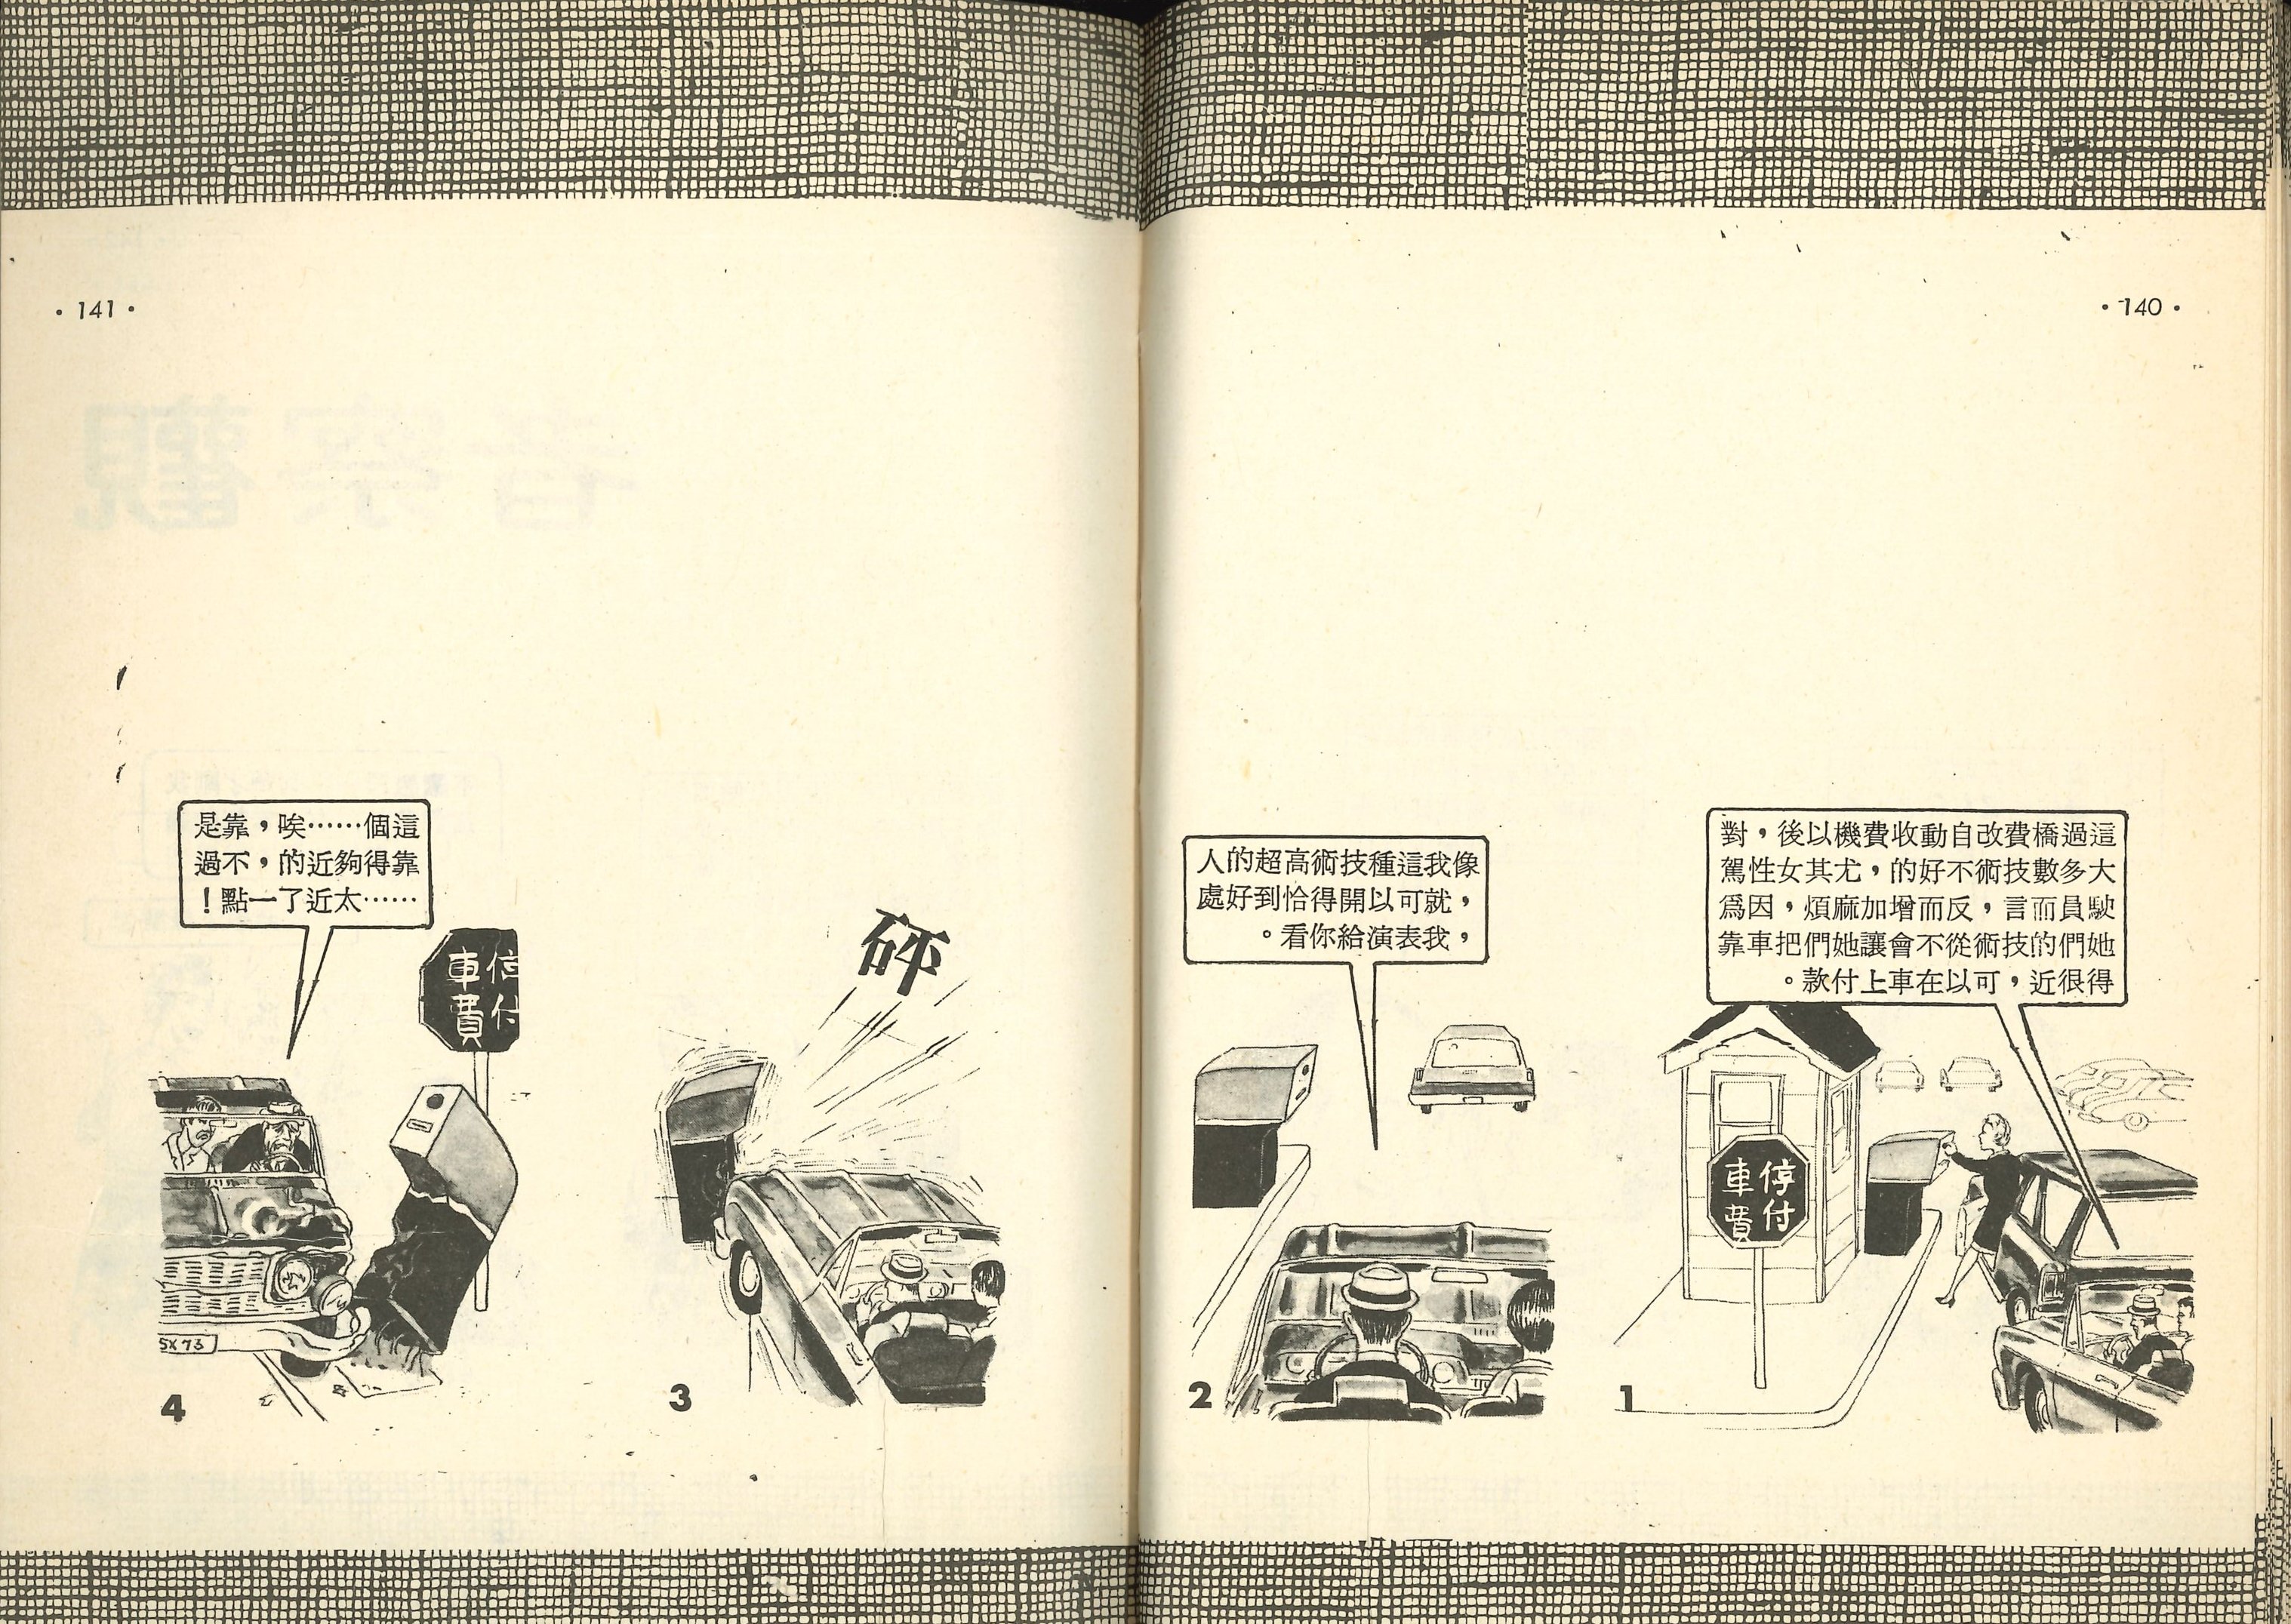 • 140 •
這過橋費改自動收費機以後，對
大多數技術不好的，尤其女性駕
駛員而言，反而增加麻煩，因爲
她們的技術從不會讓她們把車靠
得很近，可以在車上付款。
停車
付費
1
像我這種技術高超的人
，就可以開得恰到好處
，我表演給你看。
2
• 141 •
砰
3
這個……唉，靠是
靠得夠近的，不過
……太近了一點！
停車
付費
SX73
4